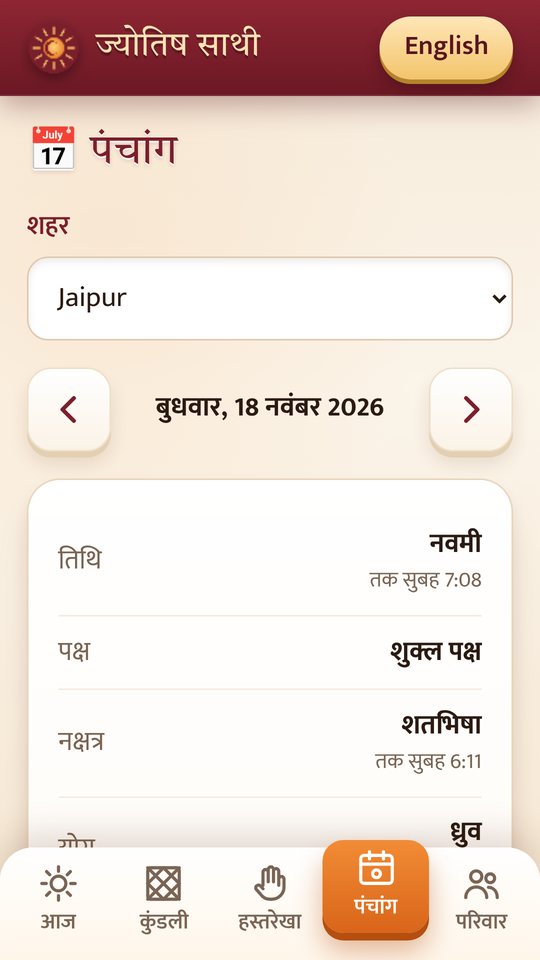 ज्योतिष साथी
English
July
17
पंचांग
शहर
Jaipur
बुधवार, 18 नवंबर 2026
तिथि
नवमी
तक सुबह 7:08
पक्ष
शुक्ल पक्ष
नक्षत्र
शतभिषा
तक सुबह 6:11
योग
ध्रुव
आज
कुंडली
हस्तरेखा
पंचांग
परिवार